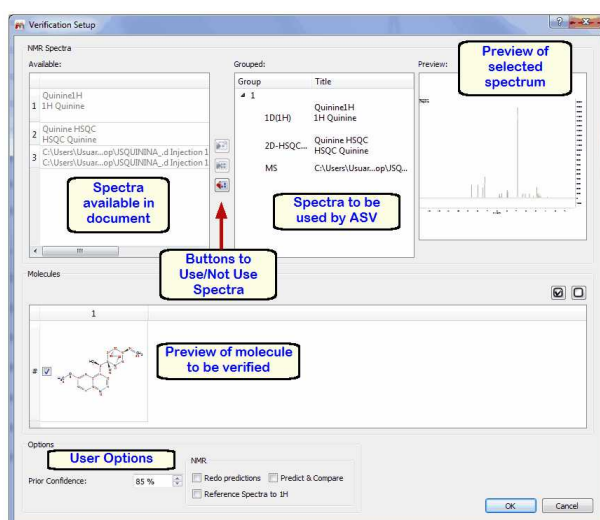 Verification Setup
NMR Spectra
Available:
Quinine1H
1 1H Quinine
Quinine HSQC
2 HSQC Quinine
3 C:\Users\Usuar...op\JSQUININA_.d Injection 1
C:\Users\Usuar...op\JSQUININA_.d Injection 1
Spectra
available in
document
Buttons to
Use/Not Use
Spectra
Grouped:
Group Title
1
Quinine1H
1D(1H) 1H Quinine
2D-HSQC... Quinine HSQC
HSQC Quinine
MS C:\Users\Usuar...op\JSQ...
Spectra to be
used by ASV
Preview:
Preview of
selected
spectrum
Molecules
1
#
Preview of molecule
to be verified
Options
User Options
Prior Confidence: 85 %
NMR
Redo predictions Predict & Compare
Reference Spectra to 1H
OK Cancel